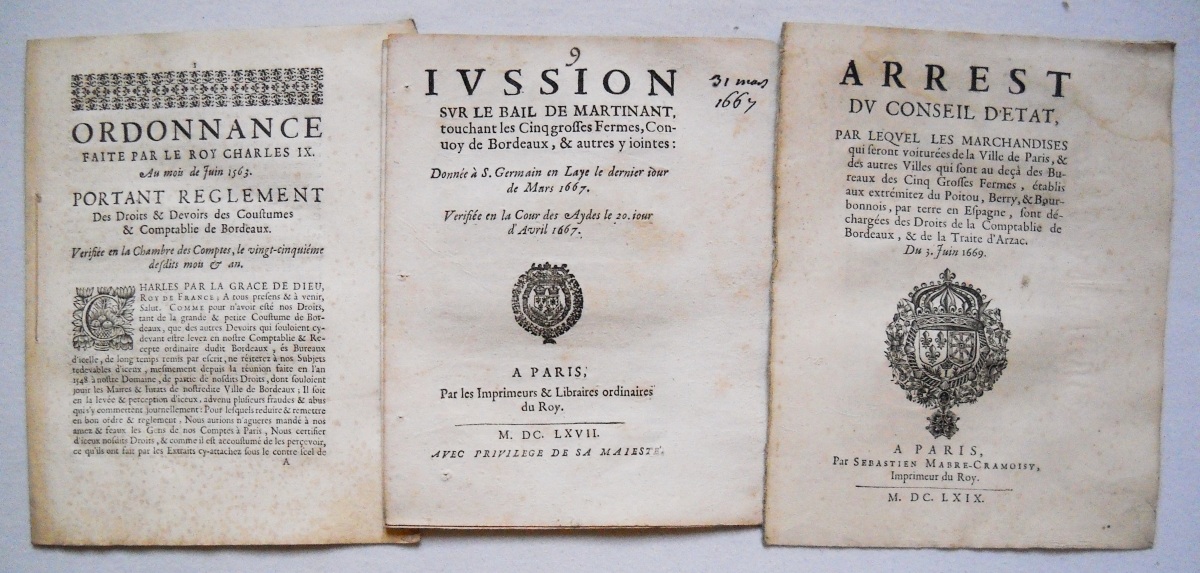 1
ORDONNANCE
FAITE PAR LE ROY CHARLES IX.
Au mois de Juin 1563.
PORTANT REGLEMENT
Des Droits & Devoirs des Coustumes
& Comptablie de Bordeaux.
Verifiée en la Chambre des Comptes, le vingt-cinquiéme
desdits mois & an.
CHARLES PAR LA GRACE DE DIEU,
ROY DE FRANCE; A tous presens & à venir,
Salut. COMME pour n'avoir esté nos Droits,
tant de la grande & petite Coustume de Bor-
deaux, que des autres Devoirs qui souloient cy-
devant estre levez en nostre Comptablie & Re-
cepte ordinaire dudit Bordeaux, és Bureaux
d'icelle, de long temps remis par escrit, ne réïterez à nos Subjets
redevables d'iceux, mesmement depuis la réunion faite en l'an
1548 à nostre Domaine, de partie de nosdits Droits, dont souloient
jouir les Maires & Jurats de nostredite Ville de Bordeaux; Il soit
en la levée & perception d'iceux, advenu plusieurs fraudes & abus
qui s'y commettent journellement: Pour lesquels reduire & remettre
en bon ordre & reglement, Nous aurions n'agueres mandé à nos
amez & feaux les Gens de nos Comptes à Paris, Nous certifier
d'iceux nosdits Droits, & comme il est accoustumé de les perçevoir,
ce qu'ils ont fait par les Extraits cy-attachez sous le contre scel de
A
9
IVSSION
SVR LE BAIL DE MARTINANT,
touchant les Cinq grosses Fermes, Con-
uoy de Bordeaux, & autres y iointes:
Donnée à S. Germain en Laye le dernier iour
de Mars 1667.
Verifiée en la Cour des Aydes le 20. iour
d'Avril 1667.
A PARIS,
Par les Imprimeurs & Libraires ordinaires
du Roy.
M. DC. LXVII.
AVEC PRIVILEGE DE SA MAIESTE.
31 mars
1667
ARREST
DV CONSEIL D'ETAT,
PAR LEQVEL LES MARCHANDISES
qui seront voiturées de la Ville de Paris, &
des autres Villes qui sont au deçà des Bu-
reaux des Cinq Grosses Fermes, établis
aux extrémitez du Poitou, Berry, & Bour-
bonnois, par terre en Espagne, sont dé-
chargées des Droits de la Comptablie de
Bordeaux, & de la Traite d'Arzac.
Du 3. Juin 1669.
A PARIS,
Par SEBASTIEN MABRE-CRAMOISY,
Imprimeur du Roy.
M. DC. LXIX.